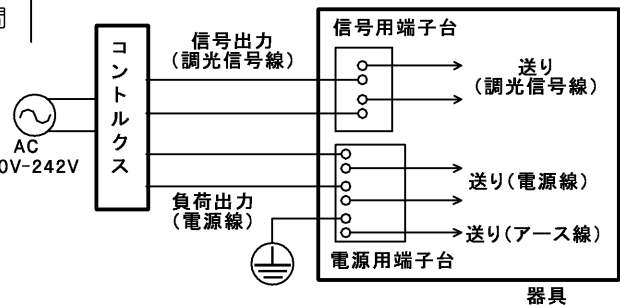 間
コントルクス
信号出力
(調光信号線)
AC
0V-242V
負荷出力
(電源線)
信号用端子台
送り
(調光信号線)
送り(電源線)
送り(アース線)
電源用端子台
器具